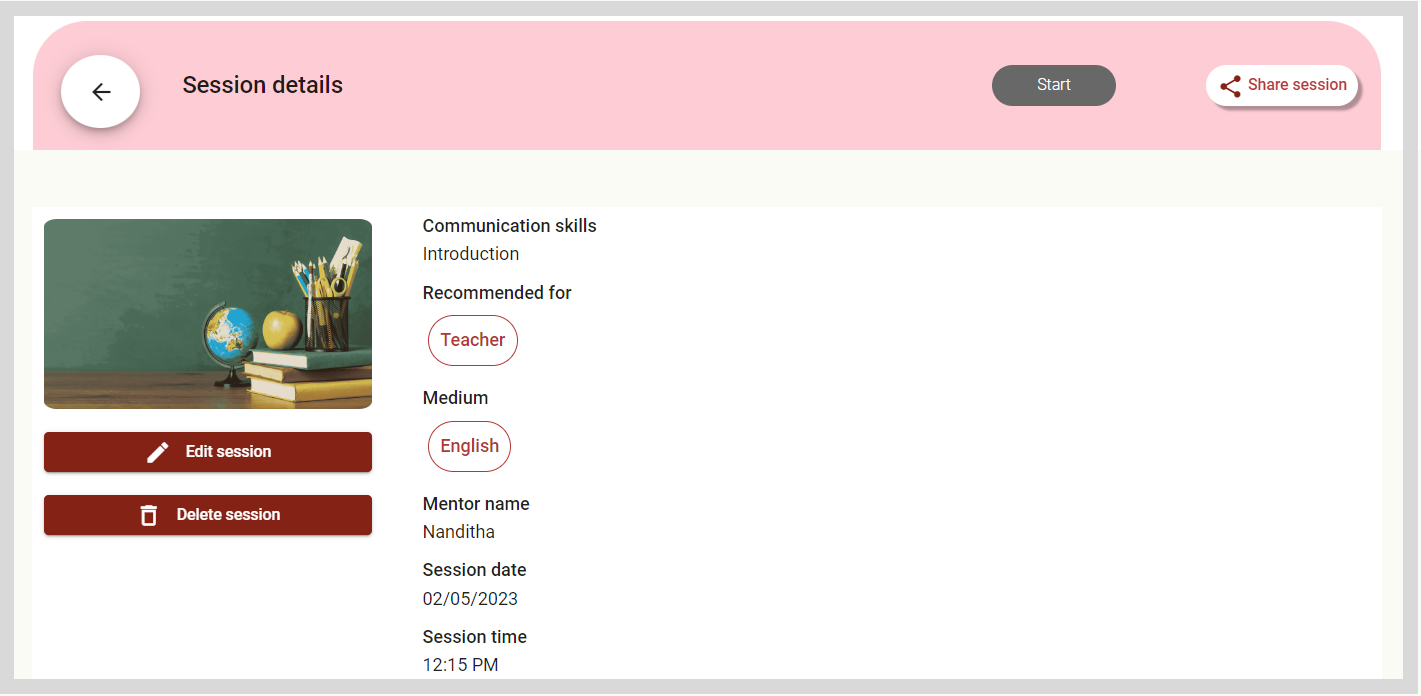 Session details
Start
Share session
Communication skills
Introduction
Recommended for
Teacher
Medium
English
Edit session
Mentor name
Delete session
Nanditha
Session date
02/05/2023
Session time
12:15 PM